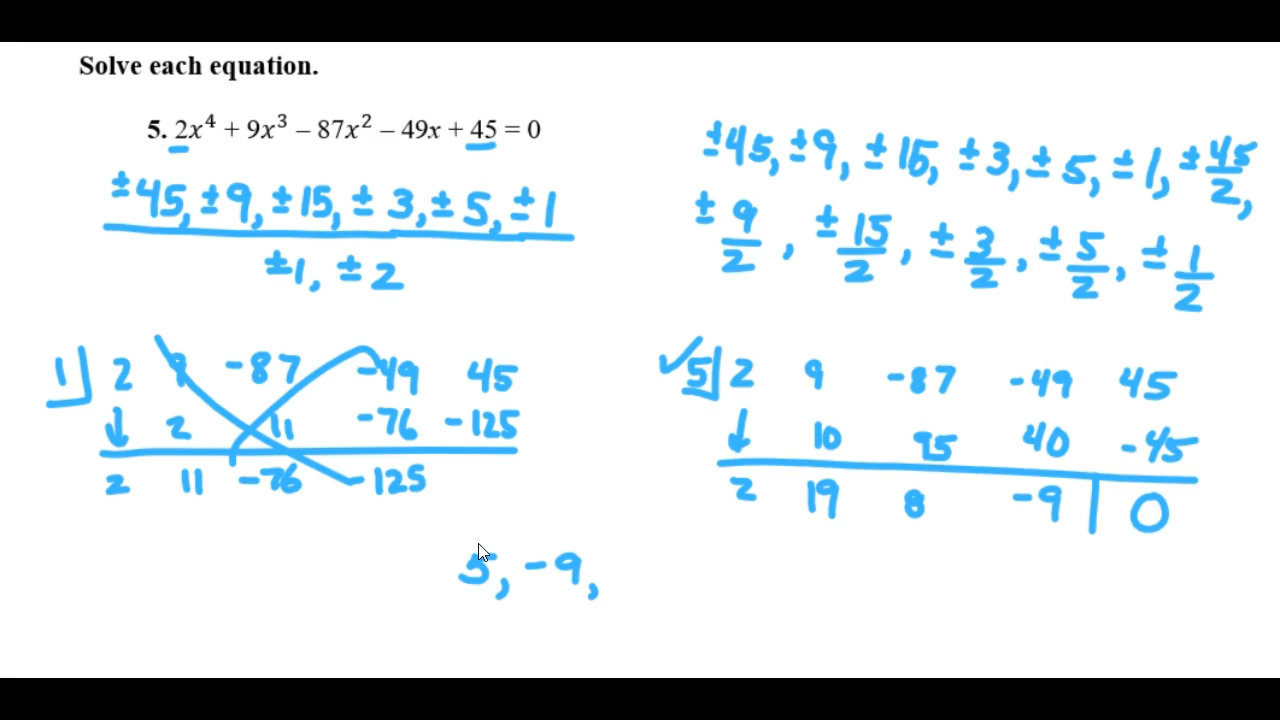 Solve each equation.
5. 2x⁴ + 9x³ – 87x² – 49x + 45 = 0
±45, ±9, ±15, ±3, ±5, ±1
±1, ±2
±45, ±9, ±15, ±3, ±5, ±1, ±45/2,
±9/2, ±15/2, ±3/2, ±5/2, ±1/2
1| 2 9 -87 -49 45
↓ 2 11 -76 -125
2 11 -76 -125
✓5| 2 9 -87 -49 45
↓ 10 95 40 -45
2 19 8 -9 | 0
5, -9,